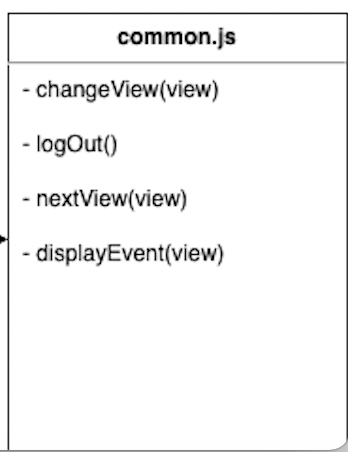 common.js
- changeView(view)
- logOut()
- nextView(view)
- displayEvent(view)